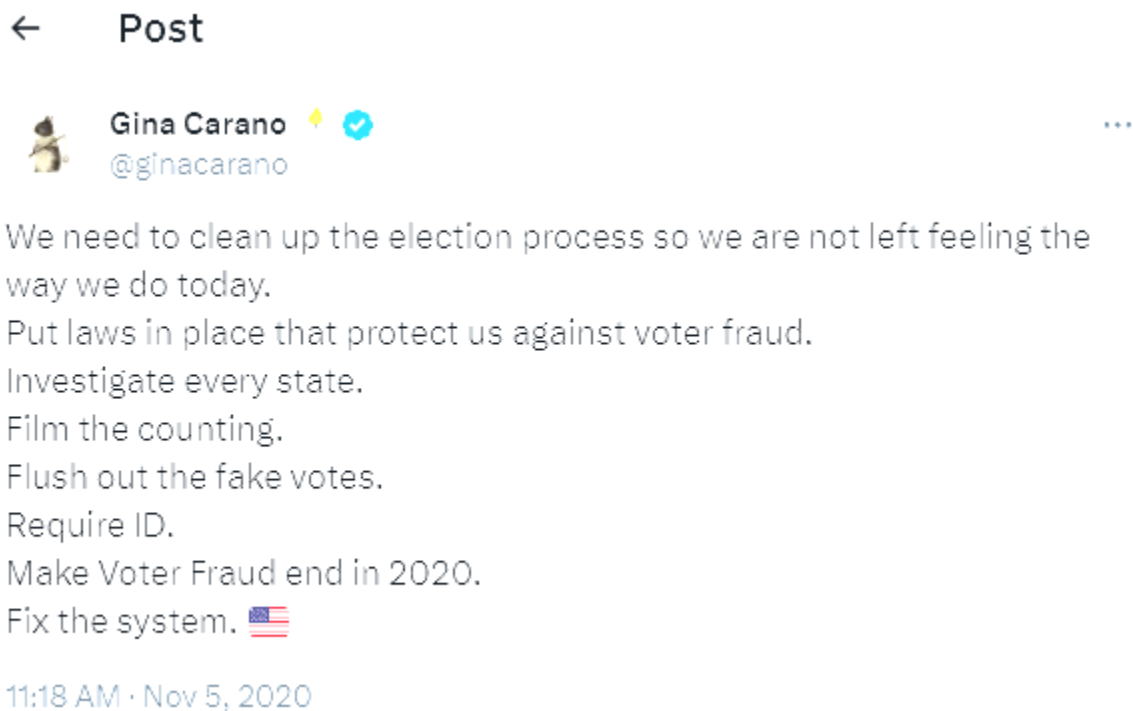 Post
Gina Carano
@ginacarano
We need to clean up the election process so we are not left feeling the
way we do today.
Put laws in place that protect us against voter fraud.
Investigate every state.
Film the counting.
Flush out the fake votes.
Require ID.
Make Voter Fraud end in 2020.
Fix the system. 🇺🇸
11:18 AM · Nov 5, 2020